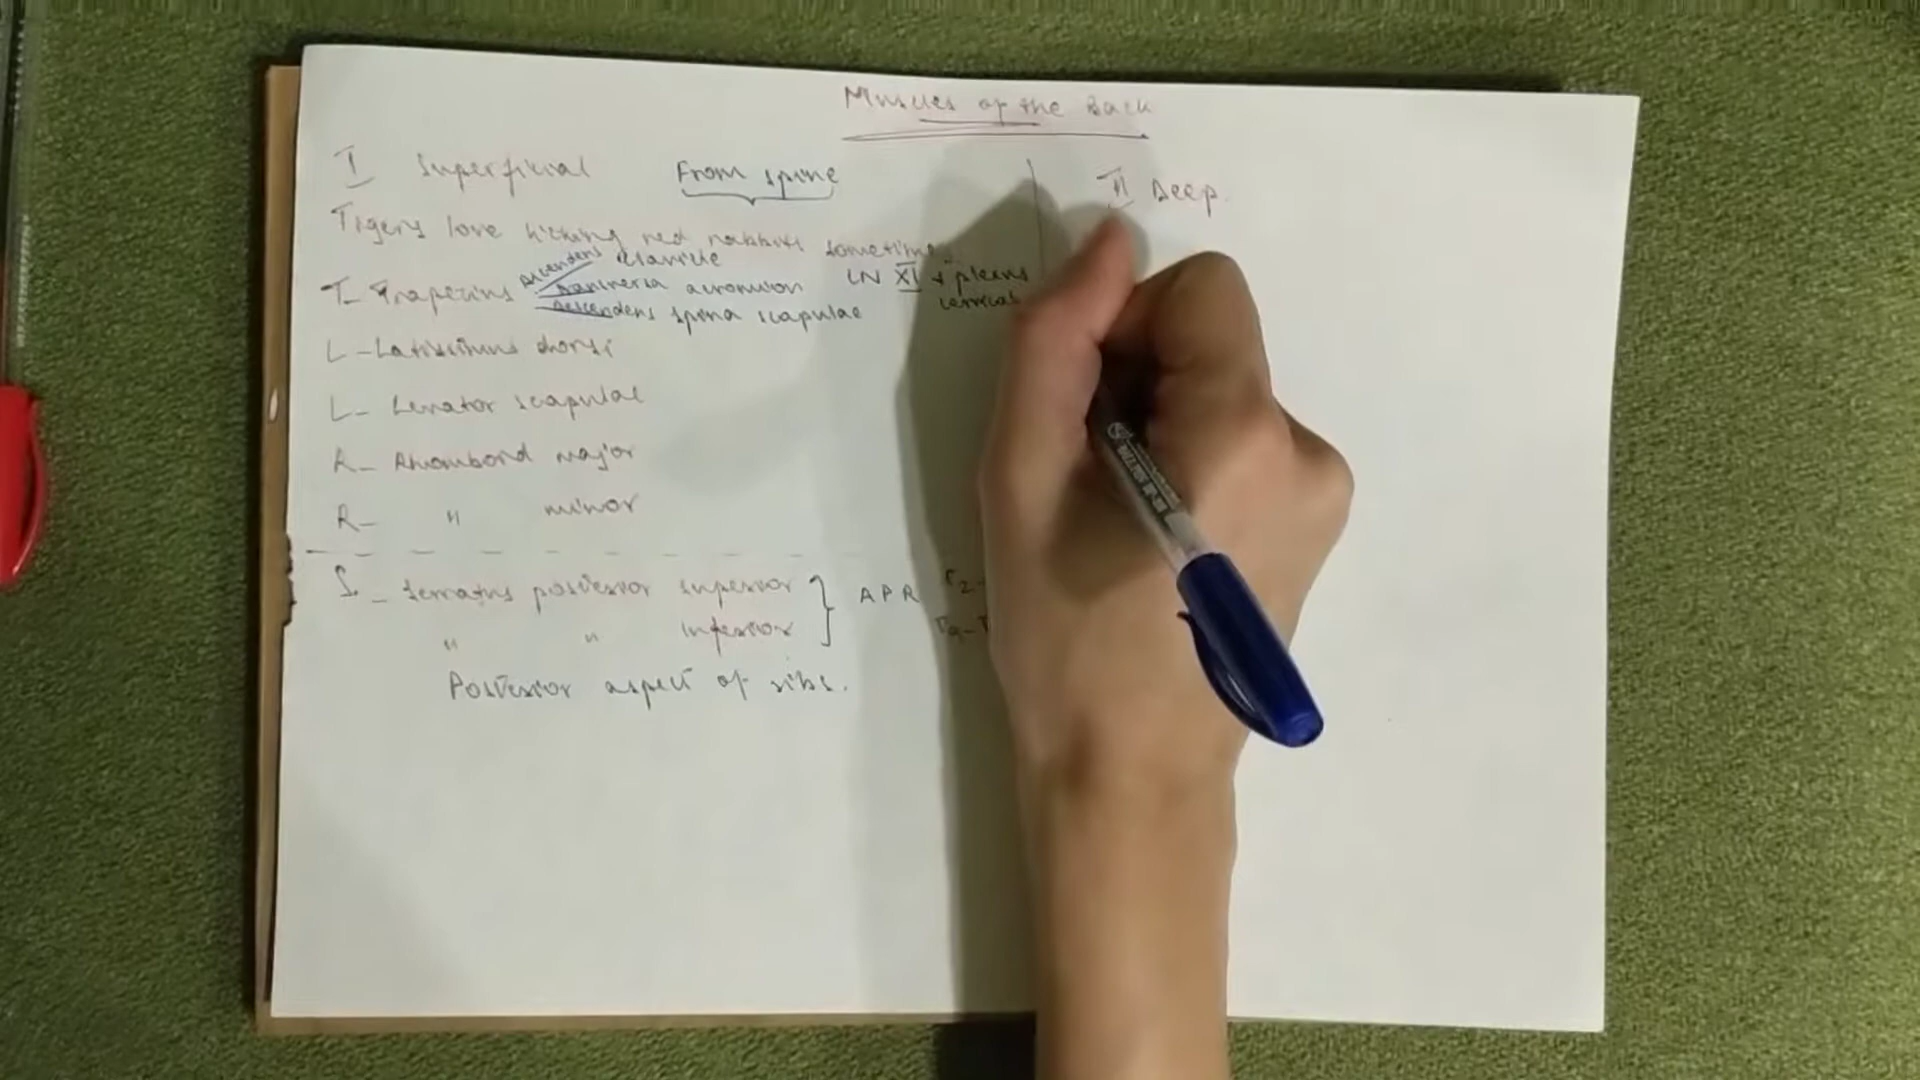 Muscles of the Back
I Superficial From spine
Tigers love kicking red rabbits sometime
Ascendens clavicle
T- Trapezius Transversa acromion CN XI + plexus
Descendens spina scapulae cervical
L - Latissimus dorsi
L - Levator scapulae
R - Rhomboid major
R - " minor
S - serratus posterior superior } APR
" " inferior
Posterior aspect of ribs.
II Deep.